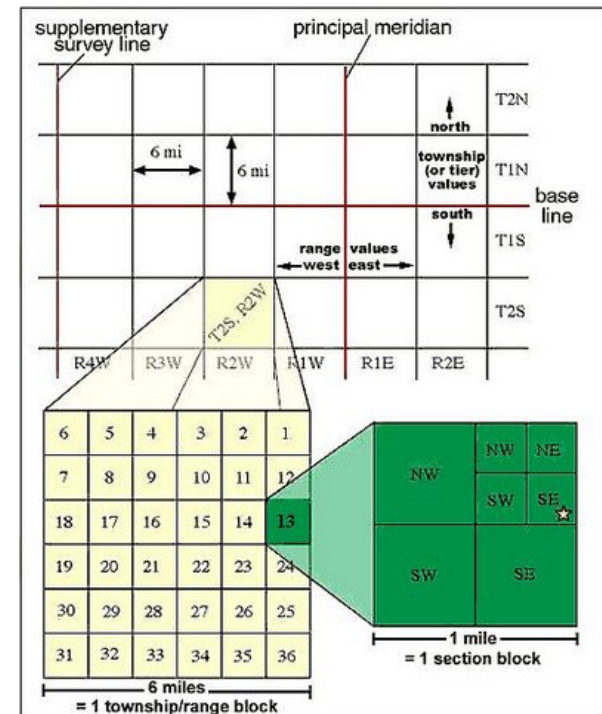 supplementary
survey line
principal meridian
T2N
north
6 mi
6 mi
township
(or tier)
values
T1N
base
line
south
T1S
range values
west east
T2S
T2S, R2W
R4W R3W R2W R1W R1E R2E
6 5 4 3 2 1
7 8 9 10 11 12
18 17 16 15 14 13
19 20 21 22 23 24
30 29 28 27 26 25
31 32 33 34 35 36
6 miles
= 1 township/range block
NW
NW NE
SW SE
SW SE
1 mile
= 1 section block